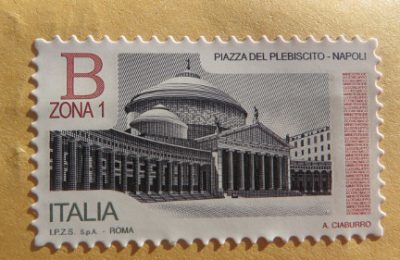 B
ZONA 1
PIAZZA DEL PLEBISCITO - NAPOLI
ITALIA
I.P.Z.S. S.p.A. - ROMA
A. CIABURRO